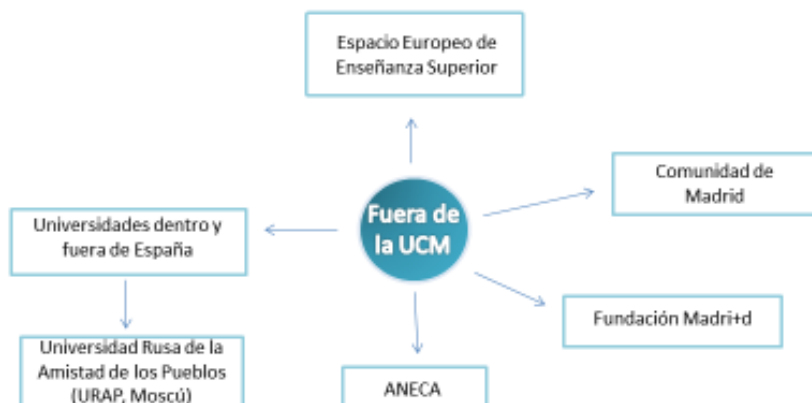 Espacio Europeo de
Enseñanza Superior
Comunidad de
Madrid
Fuera de
la UCM
Universidades dentro y
fuera de España
Fundación Madri+d
Universidad Rusa de la
Amistad de los Pueblos
(URAP, Moscú)
ANECA